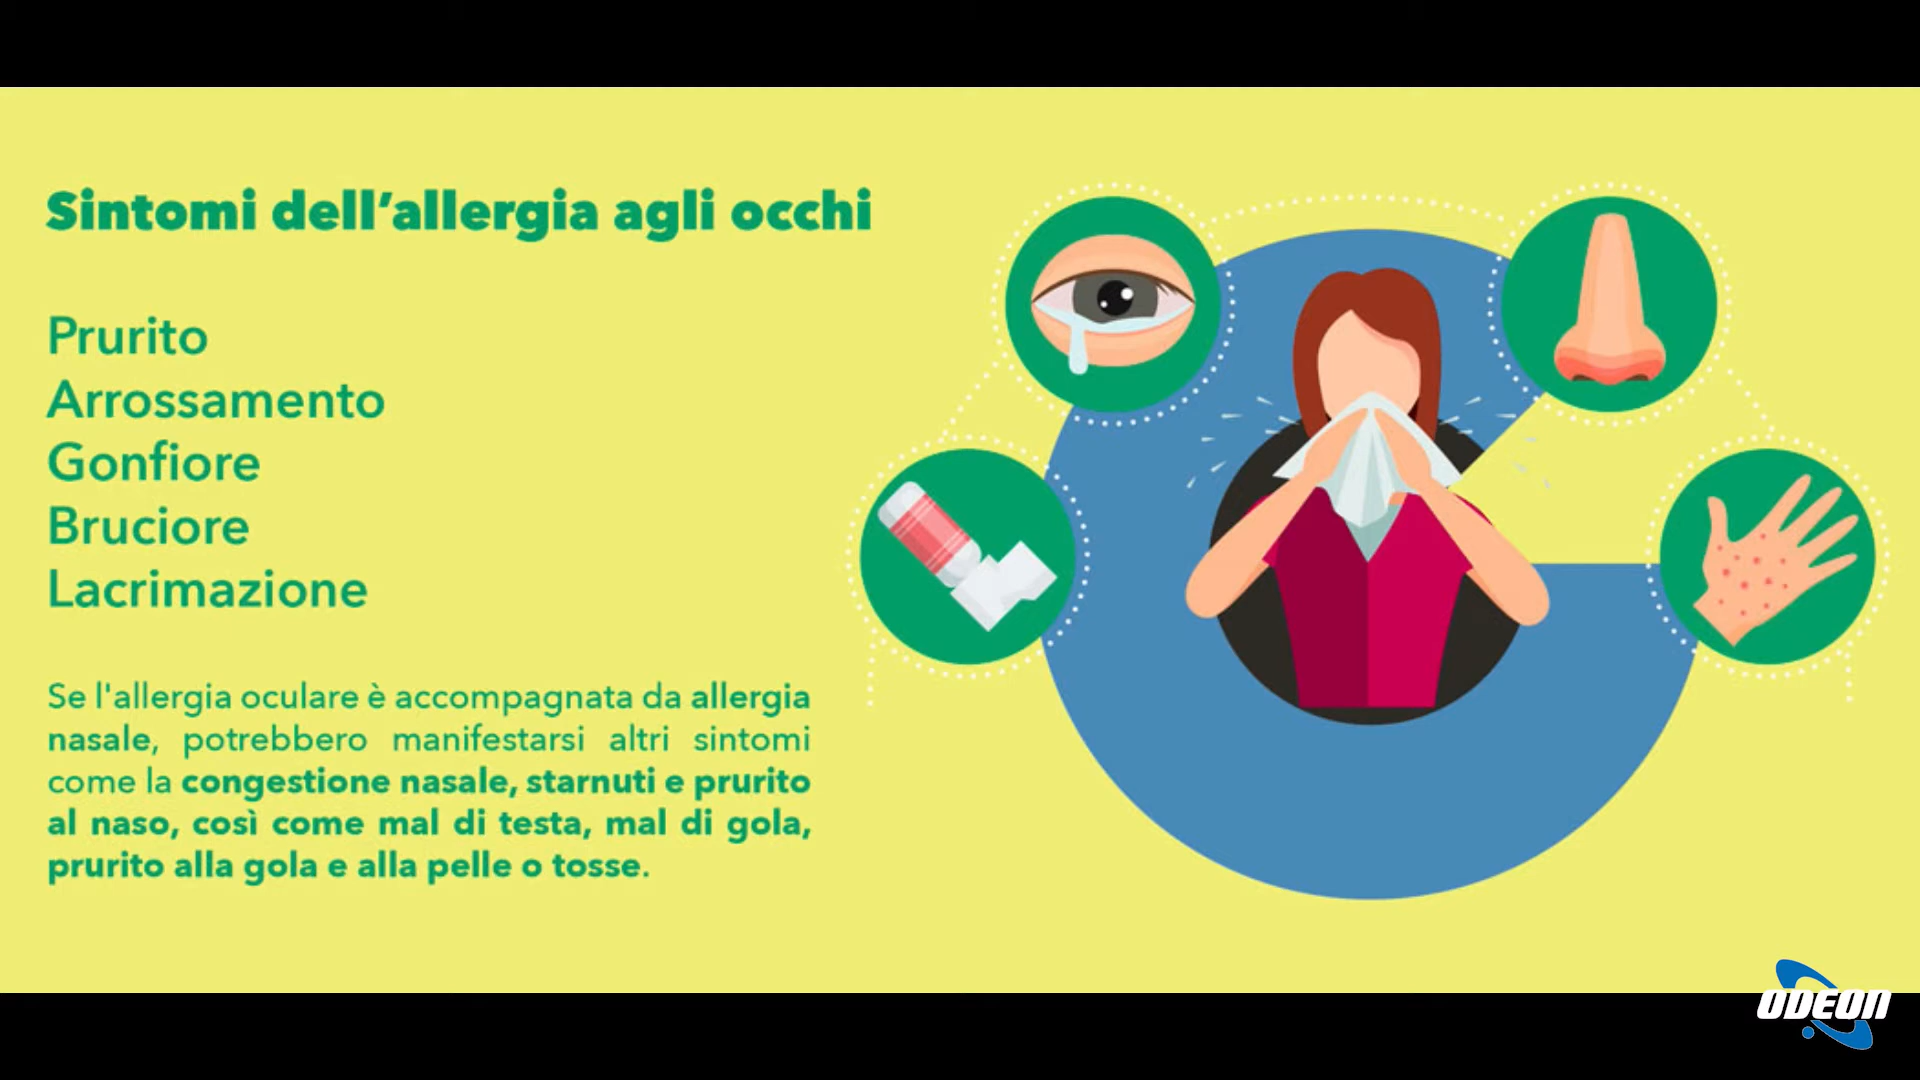 Sintomi dell’allergia agli occhi
Prurito
Arrossamento
Gonfiore
Bruciore
Lacrimazione
Se l'allergia oculare è accompagnata da allergia
nasale, potrebbero manifestarsi altri sintomi
come la congestione nasale, starnuti e prurito
al naso, così come mal di testa, mal di gola,
prurito alla gola e alla pelle o tosse.
ODEON